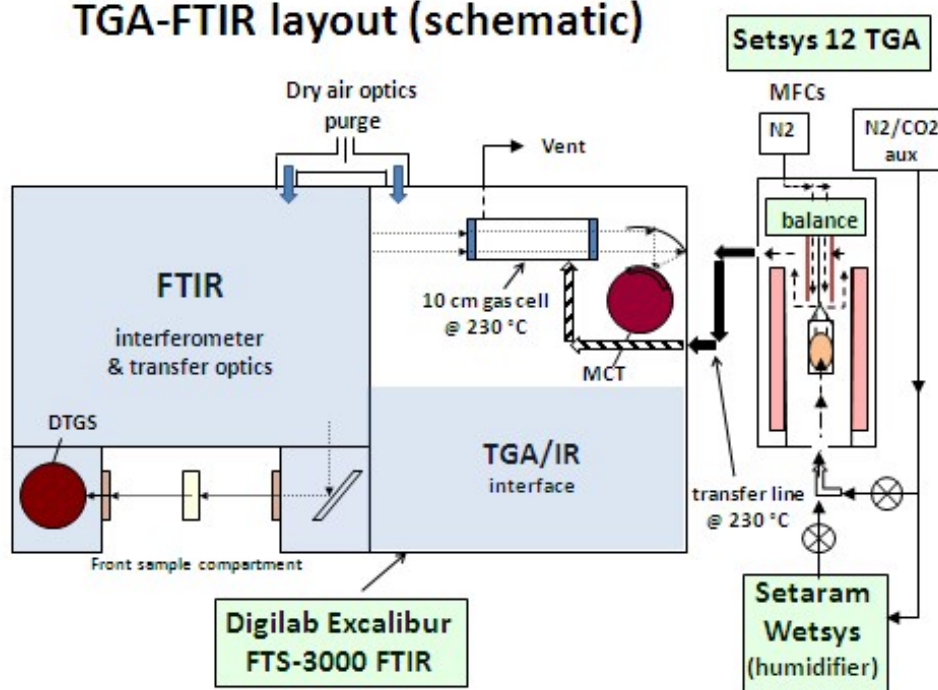 TGA-FTIR layout (schematic)
Setsys 12 TGA
Dry air optics
purge
Vent
MFCs
N2
N2/CO2
aux
balance
FTIR
interferometer
& transfer optics
10 cm gas cell
@ 230 °C
MCT
DTGS
TGA/IR
interface
transfer line
@ 230 °C
Front sample compartment
Digilab Excalibur
FTS-3000 FTIR
Setaram
Wetsys
(humidifier)